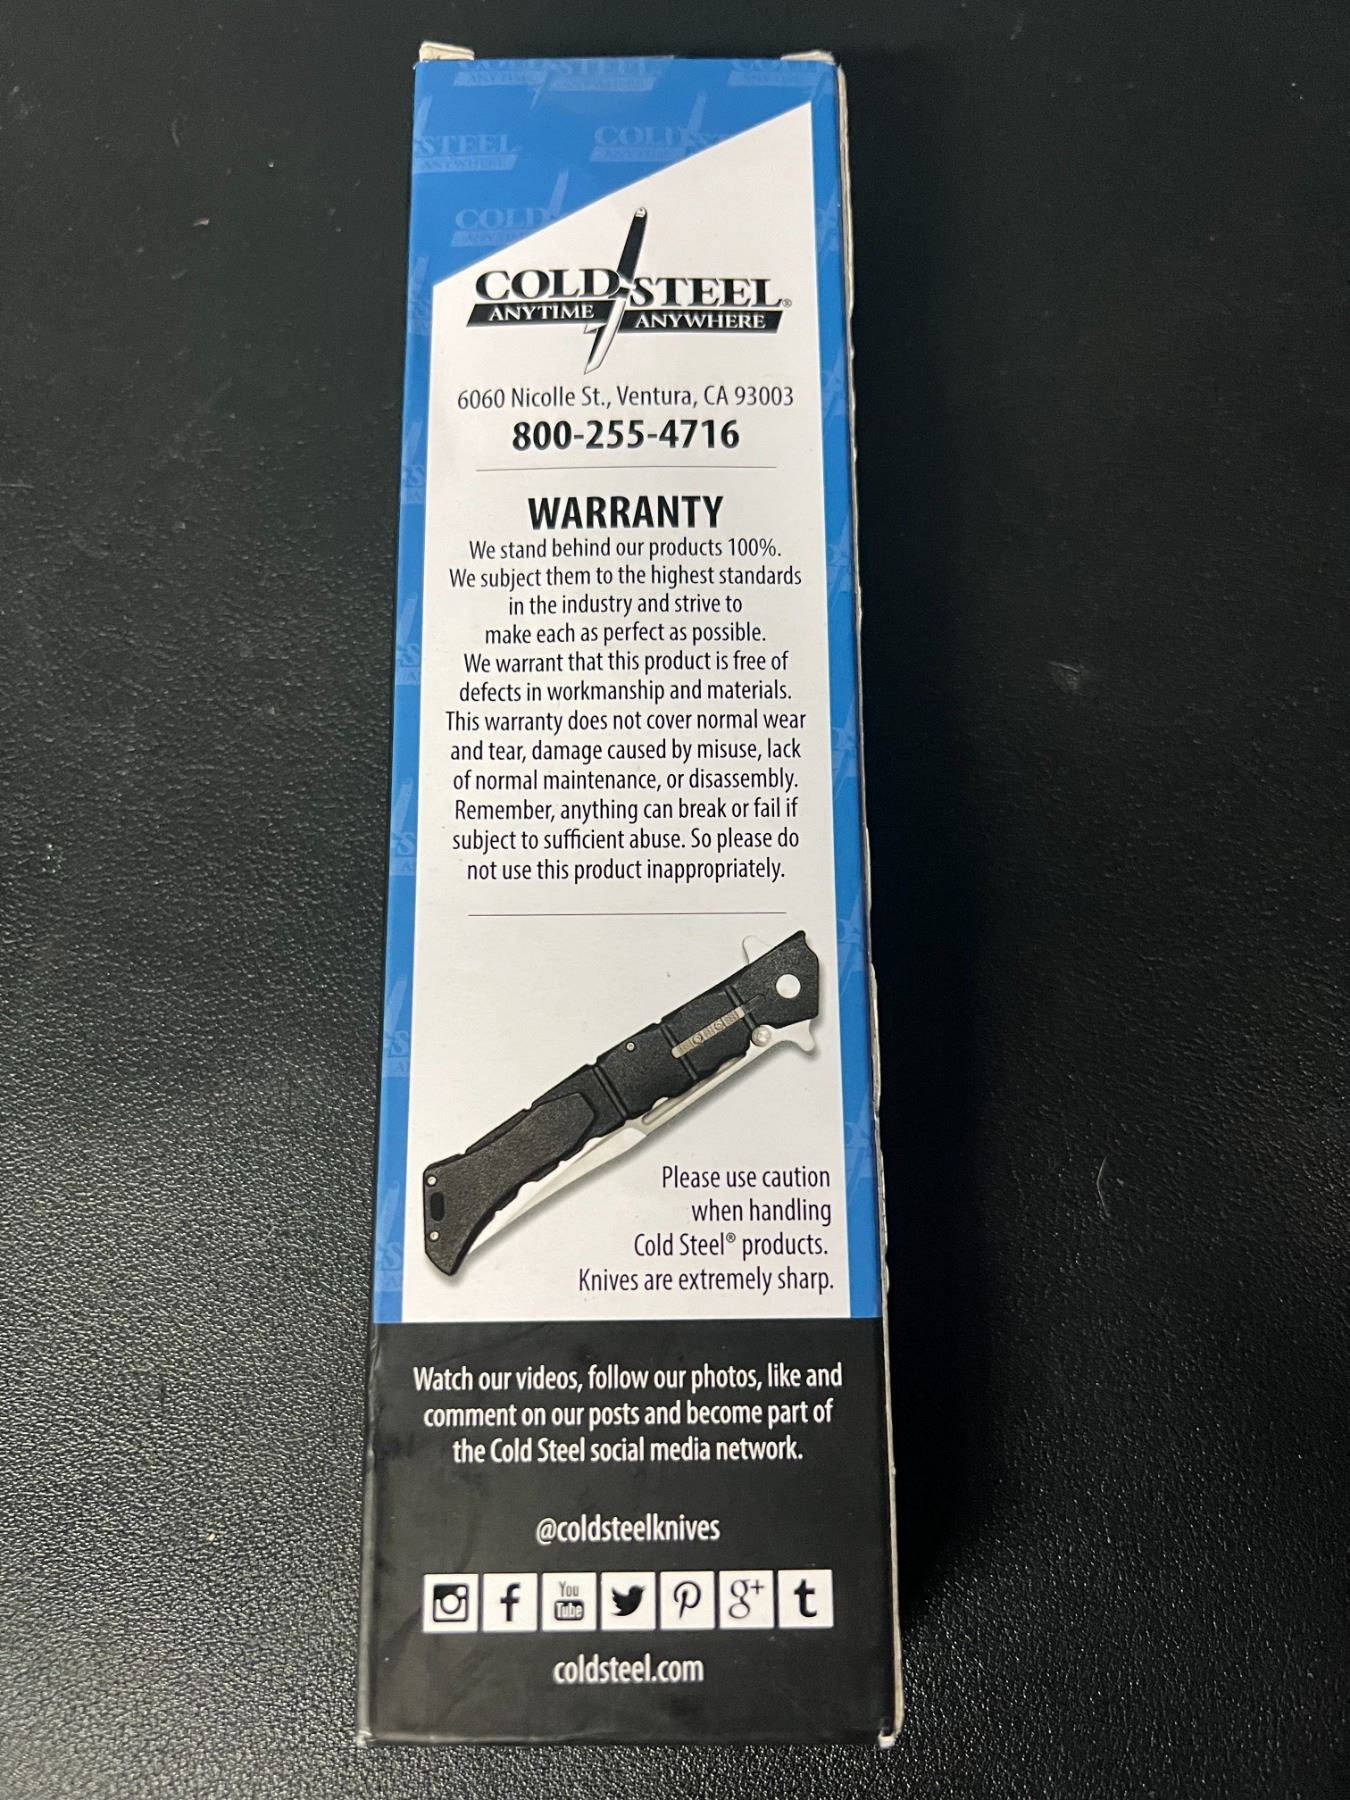 COLD STEEL®
ANYTIME ANYWHERE
6060 Nicolle St., Ventura, CA 93003
800-255-4716
WARRANTY
We stand behind our products 100%.
We subject them to the highest standards
in the industry and strive to
make each as perfect as possible.
We warrant that this product is free of
defects in workmanship and materials.
This warranty does not cover normal wear
and tear, damage caused by misuse, lack
of normal maintenance, or disassembly.
Remember, anything can break or fail if
subject to sufficient abuse. So please do
not use this product inappropriately.
Please use caution
when handling
Cold Steel® products.
Knives are extremely sharp.
Watch our videos, follow our photos, like and
comment on our posts and become part of
the Cold Steel social media network.
@coldsteelknives
f You Tube g+ t
coldsteel.com